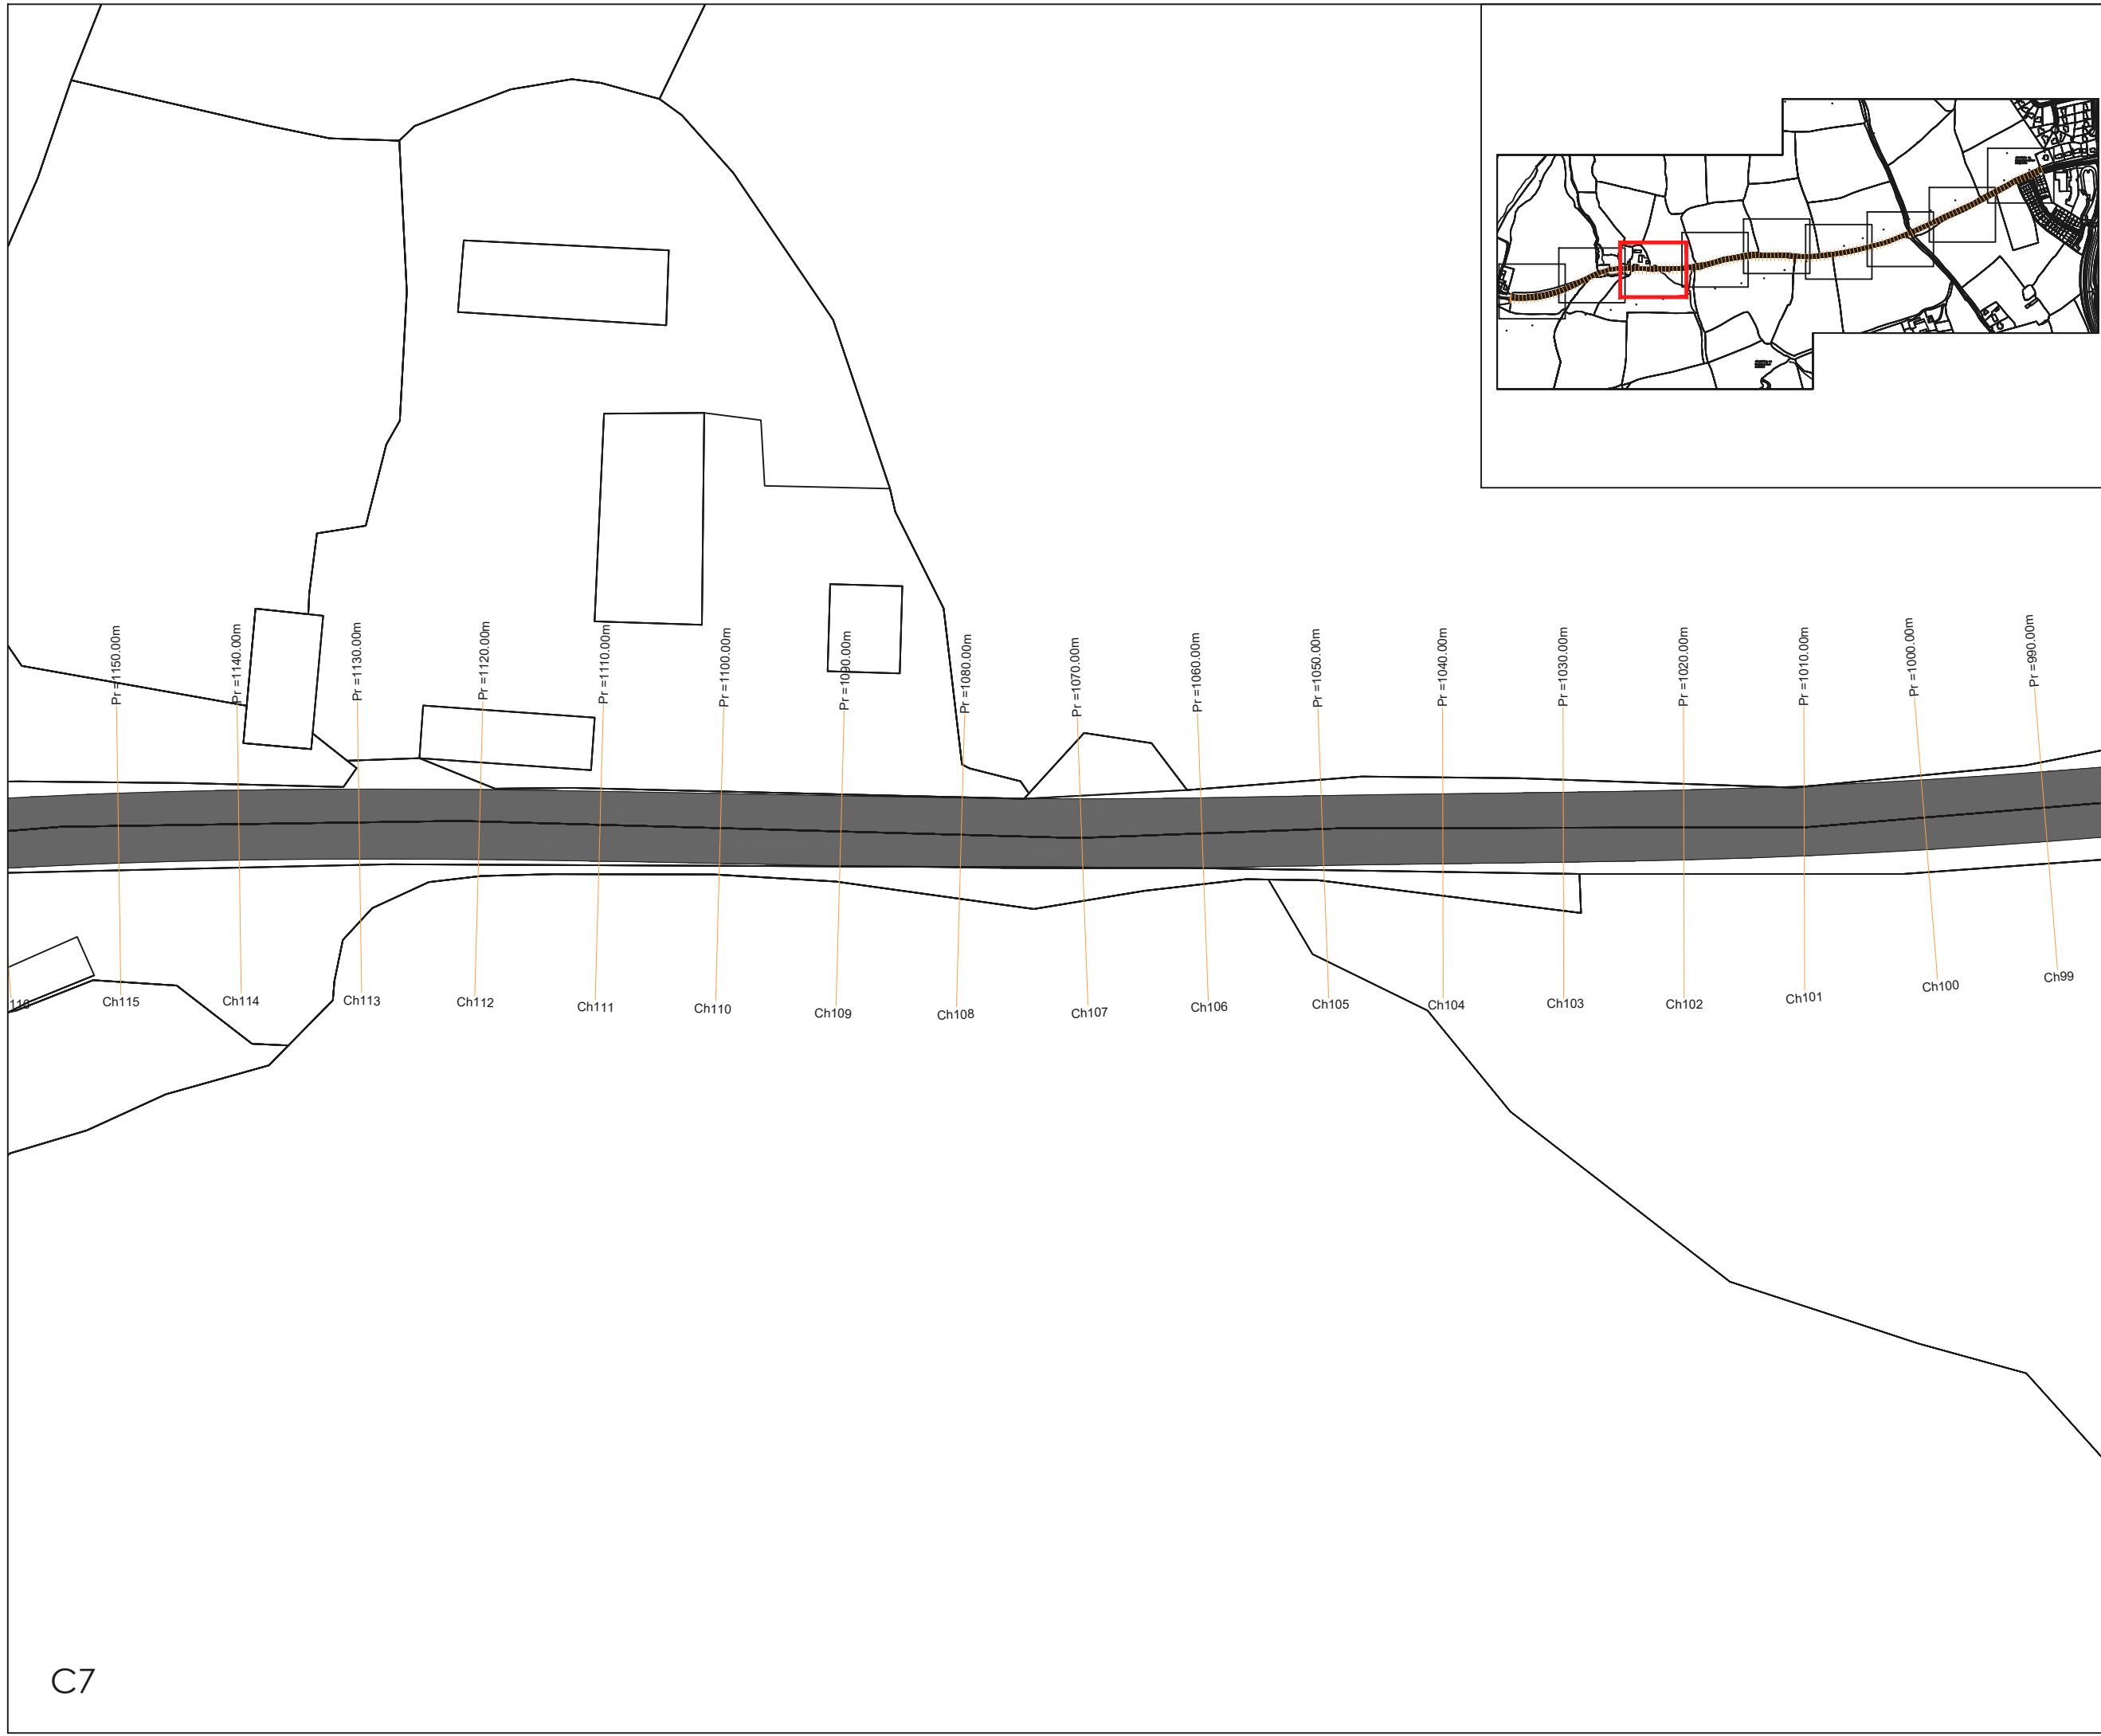 Pr =1150.00m
Pr =1140.00m
Pr =1130.00m
Pr =1120.00m
Pr =1110.00m
Pr =1100.00m
Pr =1090.00m
Pr =1080.00m
Pr =1070.00m
Pr =1060.00m
Pr =1050.00m
Pr =1040.00m
Pr =1030.00m
Pr =1020.00m
Pr =1010.00m
Pr =1000.00m
Pr =990.00m
Ch115
Ch114
Ch113
Ch112
Ch111
Ch110
Ch109
Ch108
Ch107
Ch106
Ch105
Ch104
Ch103
Ch102
Ch101
Ch100
Ch99
C7